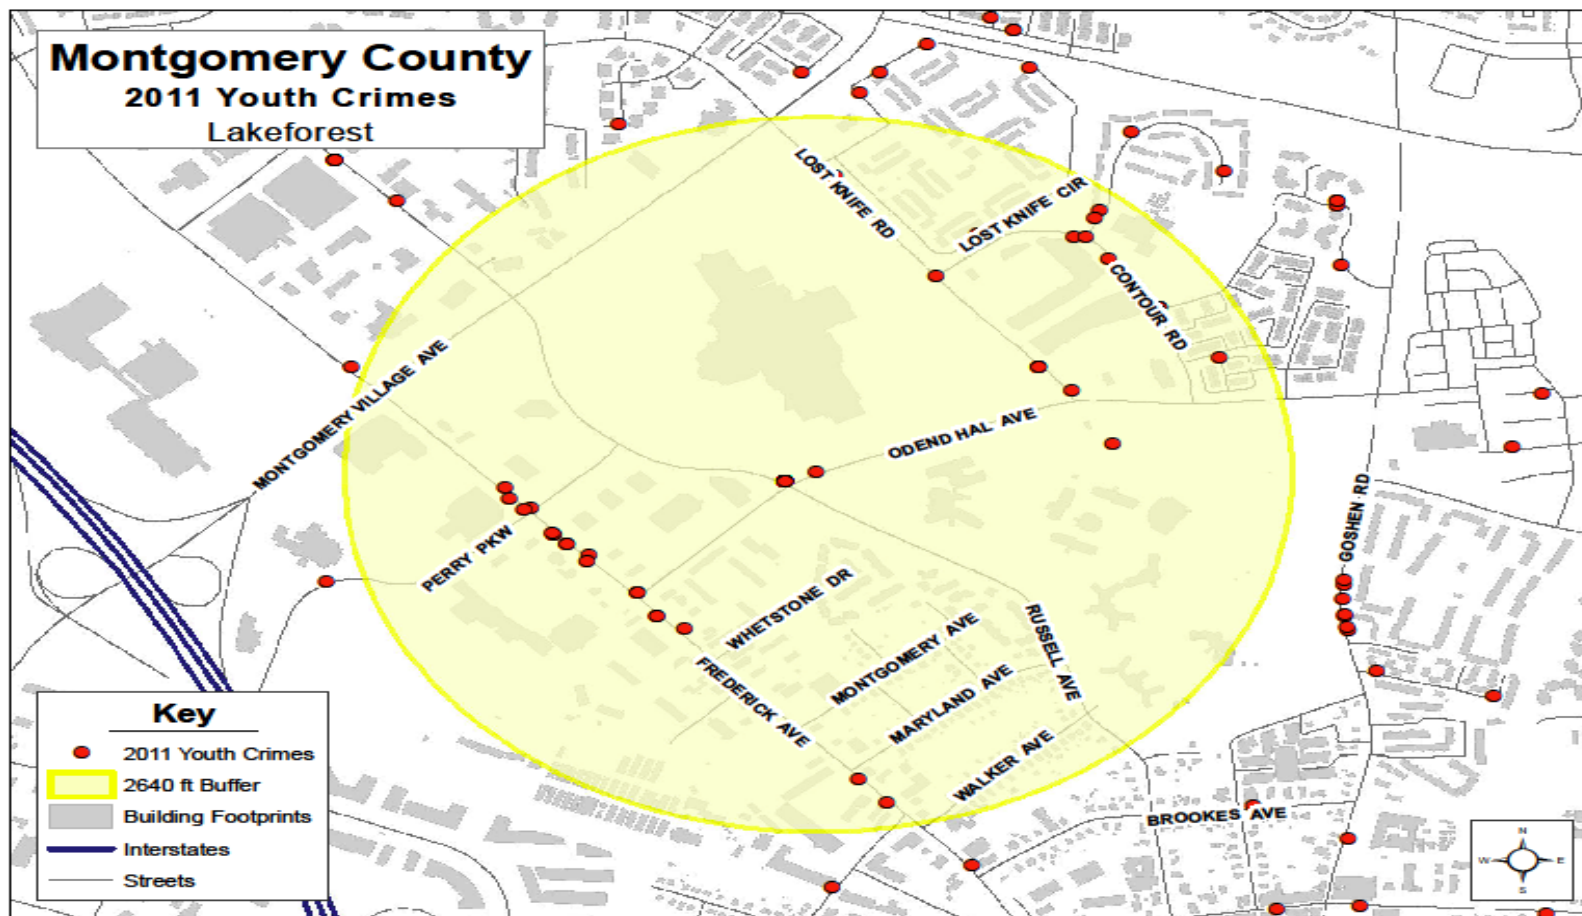 Montgomery County
2011 Youth Crimes
Lakeforest
LOST KNIFE RD
LOST KNIFE CIR
CONTOUR RD
MONTGOMERY VILLAGE AVE
ODEND HAL AVE
GOSHEN RD
PERRY PKW
WHETSTONE DR
MONTGOMERY AVE
RUSSELL AVE
FREDERICK AVE
MARYLAND AVE
WALKER AVE
BROOKES AVE
Key
2011 Youth Crimes
2640 ft Buffer
Building Footprints
Interstates
Streets
N
W E
S